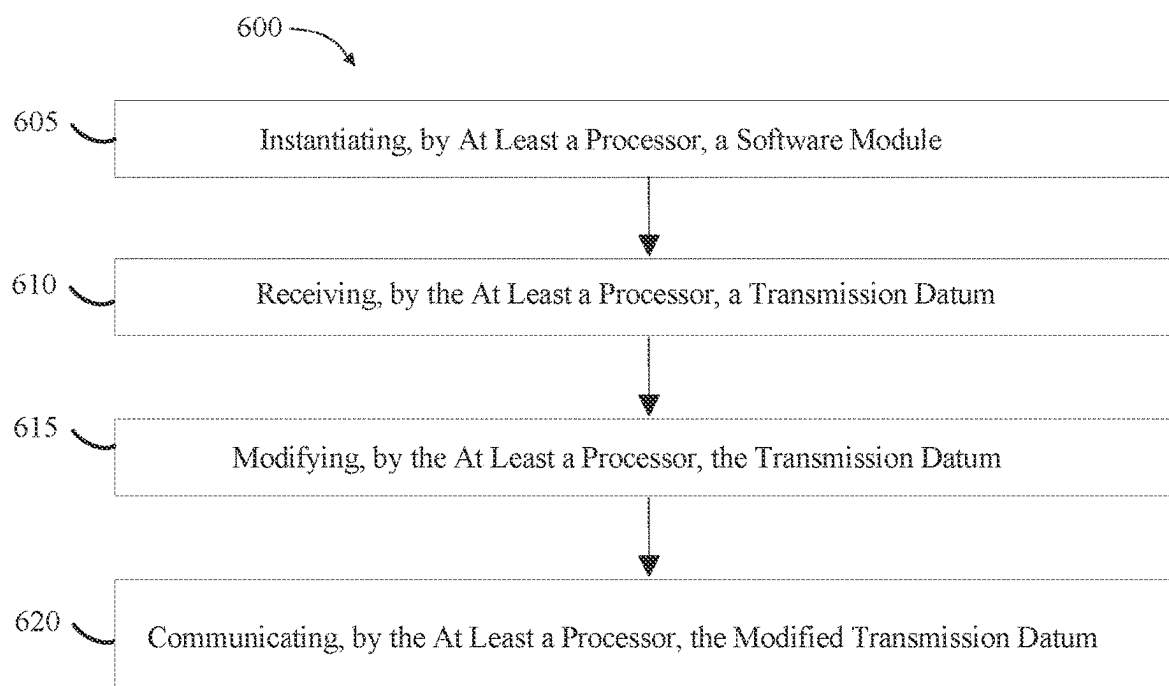 600
605
Instantiating, by At Least a Processor, a Software Module
610
Receiving, by the At Least a Processor, a Transmission Datum
615
Modifying, by the At Least a Processor, the Transmission Datum
620
Communicating, by the At Least a Processor, the Modified Transmission Datum